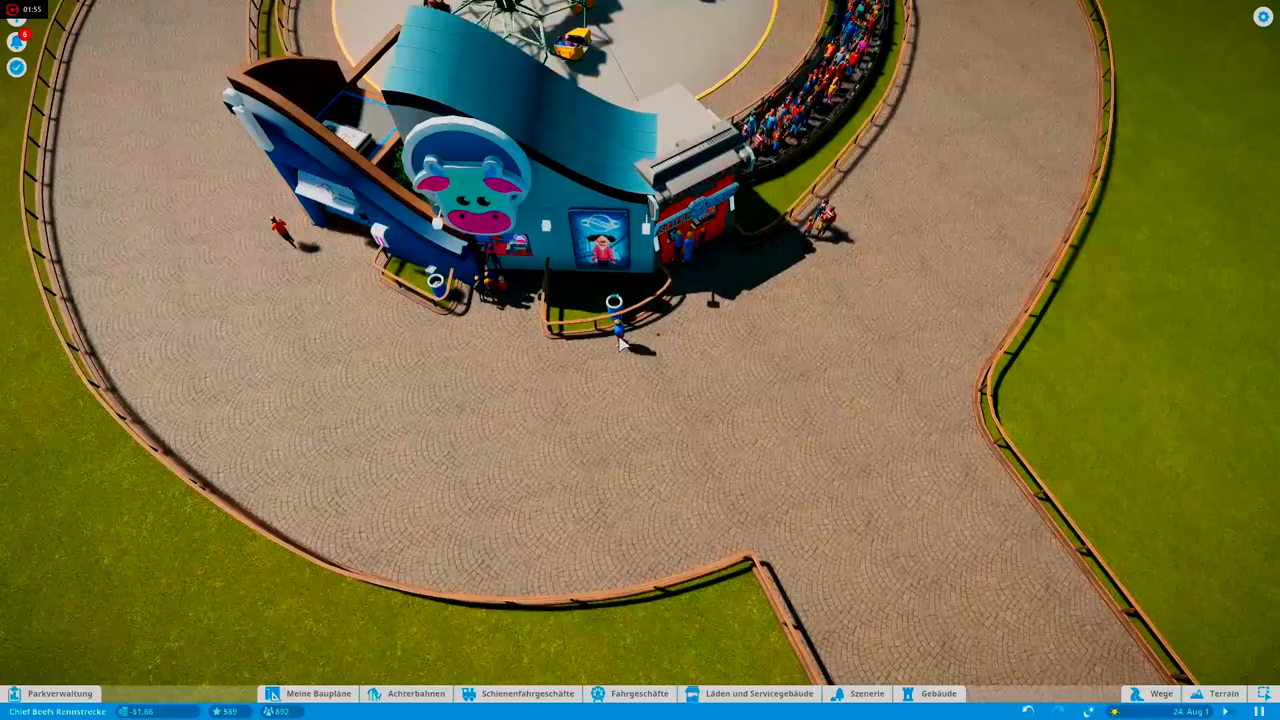 01:55
6
Parkverwaltung
Meine Baupläne
Achterbahnen
Schienenfahrgeschäfte
Fahrgeschäfte
Läden und Servicegebäude
Szenerie
Gebäude
Wege
Terrain
Chief Beefs Rennstrecke
-$1,66
589
892
24. Aug 1